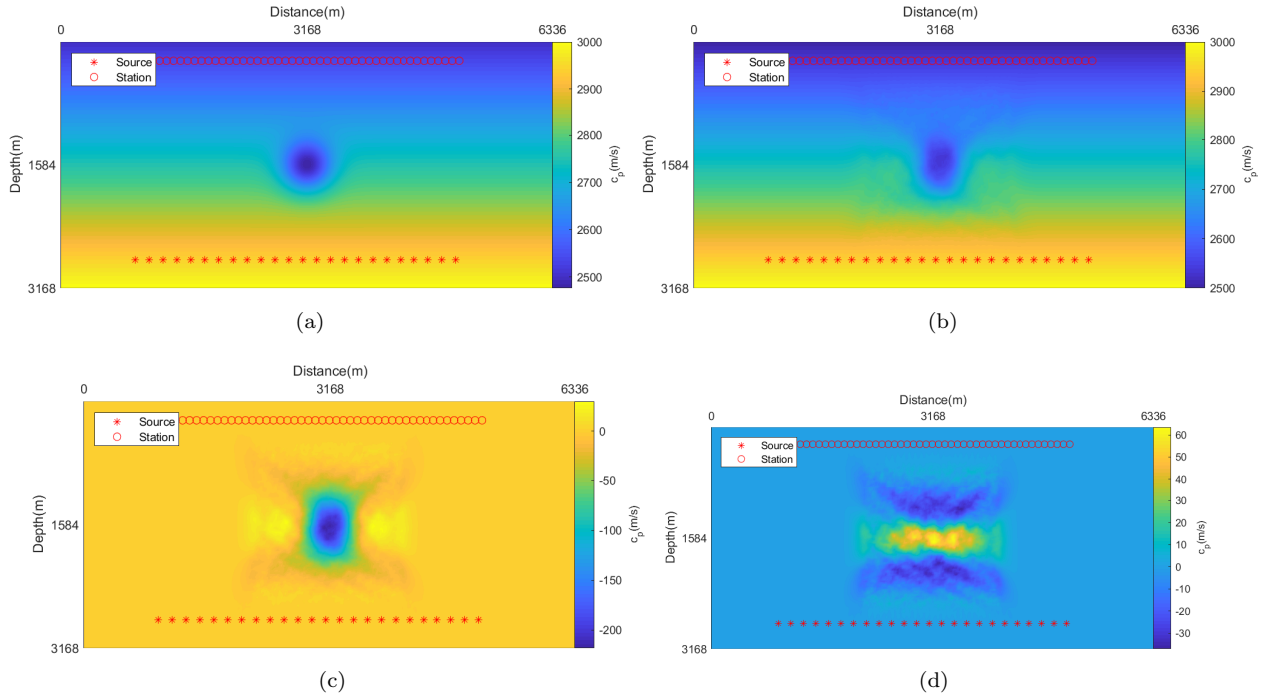 Distance(m)
0 3168 6336
Source
Station
Depth(m)
1584
3168
3000
2900
2800
2700
2600
2500
c_p(m/s)
(a)
Distance(m)
0 3168 6336
Source
Station
Depth(m)
1584
3168
3000
2900
2800
2700
2600
2500
c_p(m/s)
(b)
Distance(m)
0 3168 6336
Source
Station
Depth(m)
1584
3168
0
-50
-100
-150
-200
c_p(m/s)
(c)
Distance(m)
0 3168 6336
Source
Station
Depth(m)
1584
3168
60
50
40
30
20
10
0
-10
-20
-30
c_p(m/s)
(d)